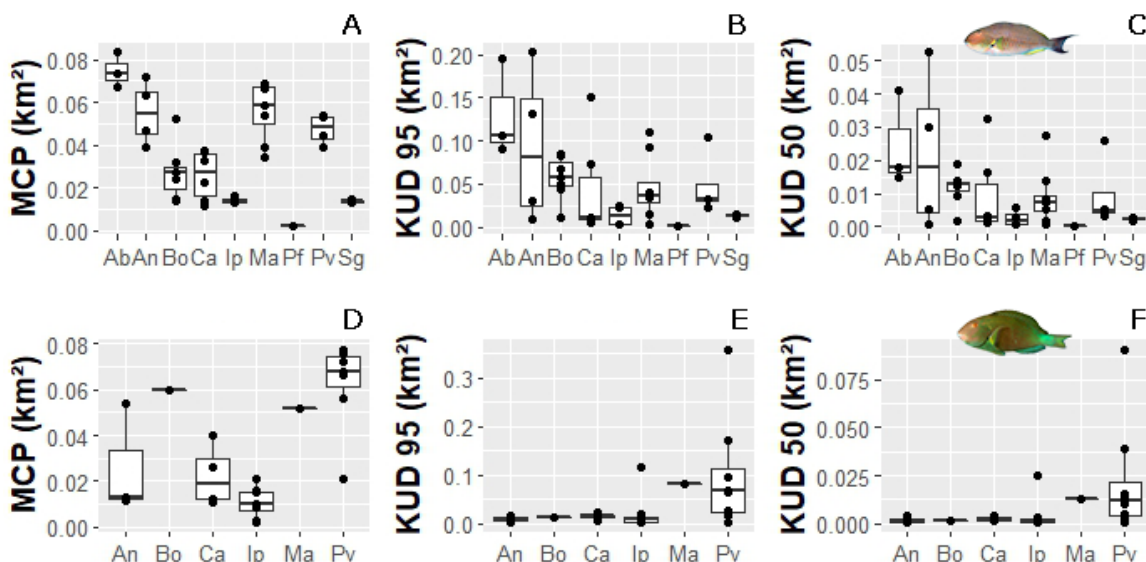 A
MCP (km²)
0.08
0.06
0.04
0.02
0.00
Ab An Bo Ca Ip Ma Pf Pv Sg
B
KUD 95 (km²)
0.20
0.15
0.10
0.05
0.00
Ab An Bo Ca Ip Ma Pf Pv Sg
C
KUD 50 (km²)
0.05
0.04
0.03
0.02
0.01
0.00
Ab An Bo Ca Ip Ma Pf Pv Sg
D
MCP (km²)
0.08
0.06
0.04
0.02
0.00
An Bo Ca Ip Ma Pv
E
KUD 95 (km²)
0.3
0.2
0.1
0.0
An Bo Ca Ip Ma Pv
F
KUD 50 (km²)
0.075
0.050
0.025
0.000
An Bo Ca Ip Ma Pv